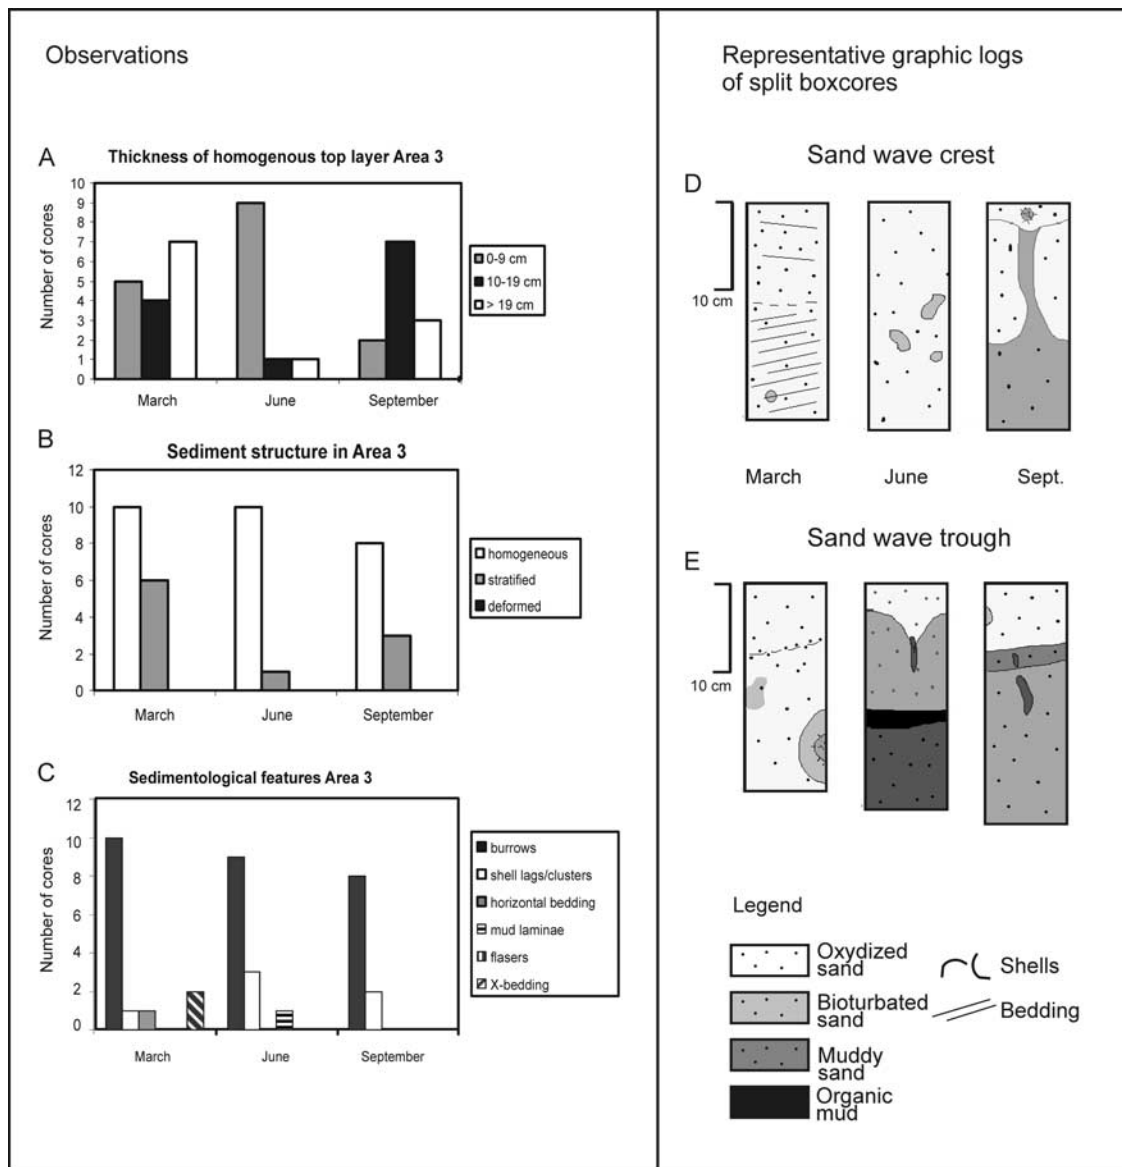 Observations
A
Thickness of homogenous top layer Area 3
Number of cores
10
9
8
7
6
5
4
3
2
1
0
March June September
0-9 cm
10-19 cm
> 19 cm
B
Sediment structure in Area 3
Number of cores
12
10
8
6
4
2
0
March June September
homogeneous
stratified
deformed
C
Sedimentological features Area 3
Number of cores
12
10
8
6
4
2
0
March June September
burrows
shell lags/clusters
horizontal bedding
mud laminae
flasers
X-bedding
Representative graphic logs
of split boxcores
Sand wave crest
D
10 cm
March June Sept.
Sand wave trough
E
10 cm
Legend
Oxydized
sand
Bioturbated
sand
Muddy
sand
Organic
mud
Shells
Bedding